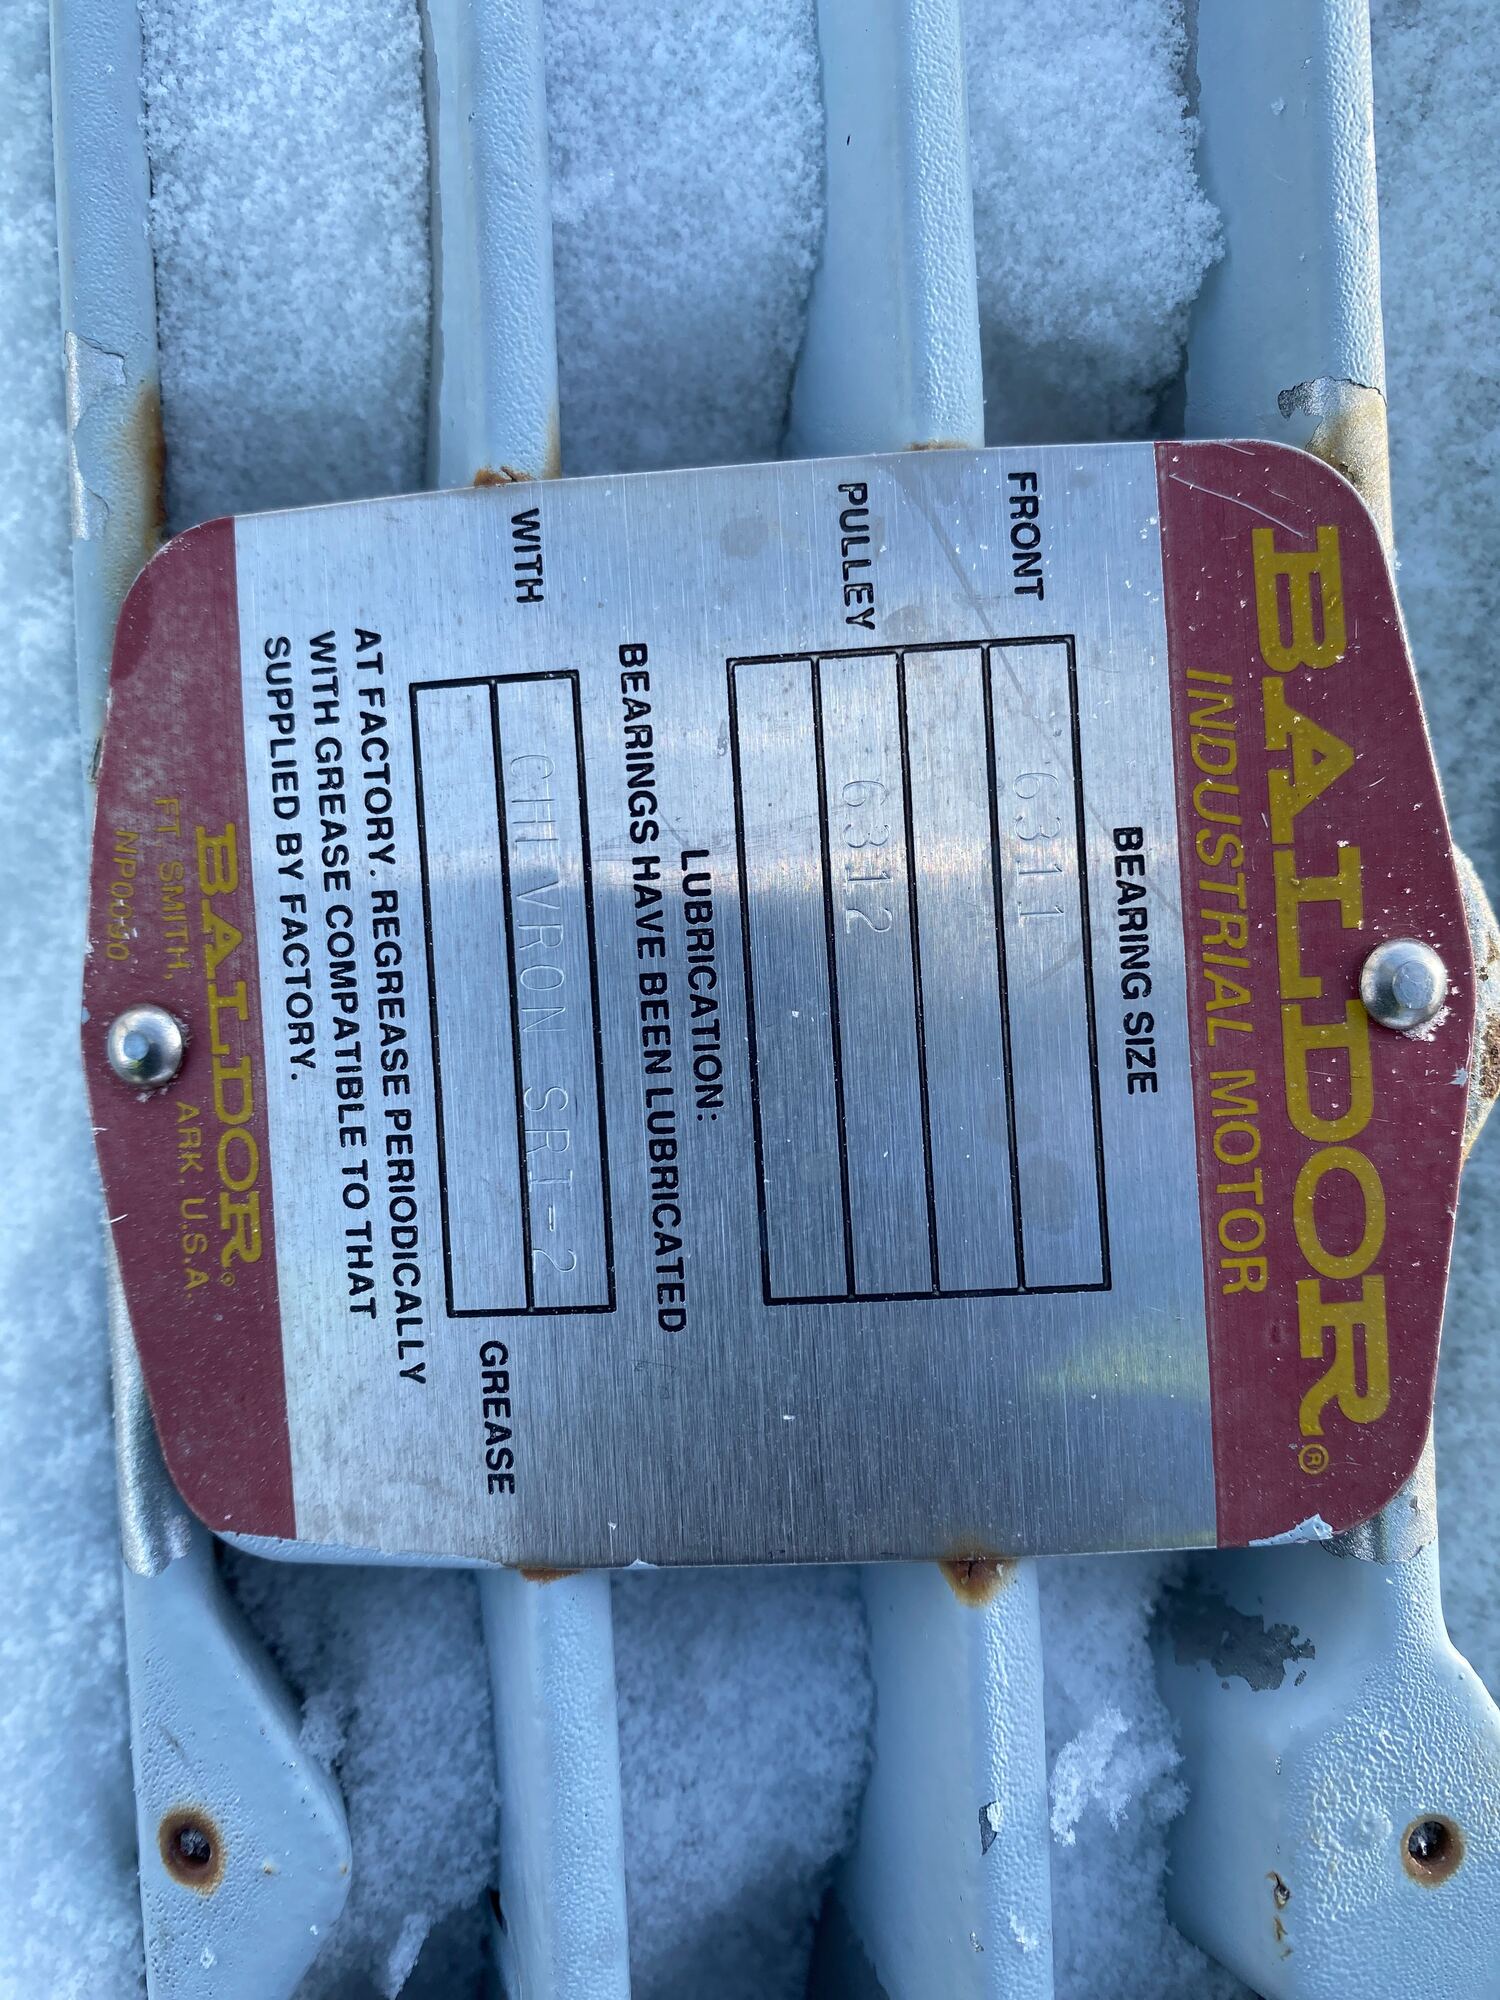 BALDOR®
INDUSTRIAL MOTOR
BEARING SIZE
FRONT 6311
PULLEY 6312
LUBRICATION:
BEARINGS HAVE BEEN LUBRICATED
WITH CHEVRON SRI-2 GREASE
AT FACTORY. REGREASE PERIODICALLY
WITH GREASE COMPATIBLE TO THAT
SUPPLIED BY FACTORY.
BALDOR®
FT. SMITH, ARK. U.S.A.
NP0090